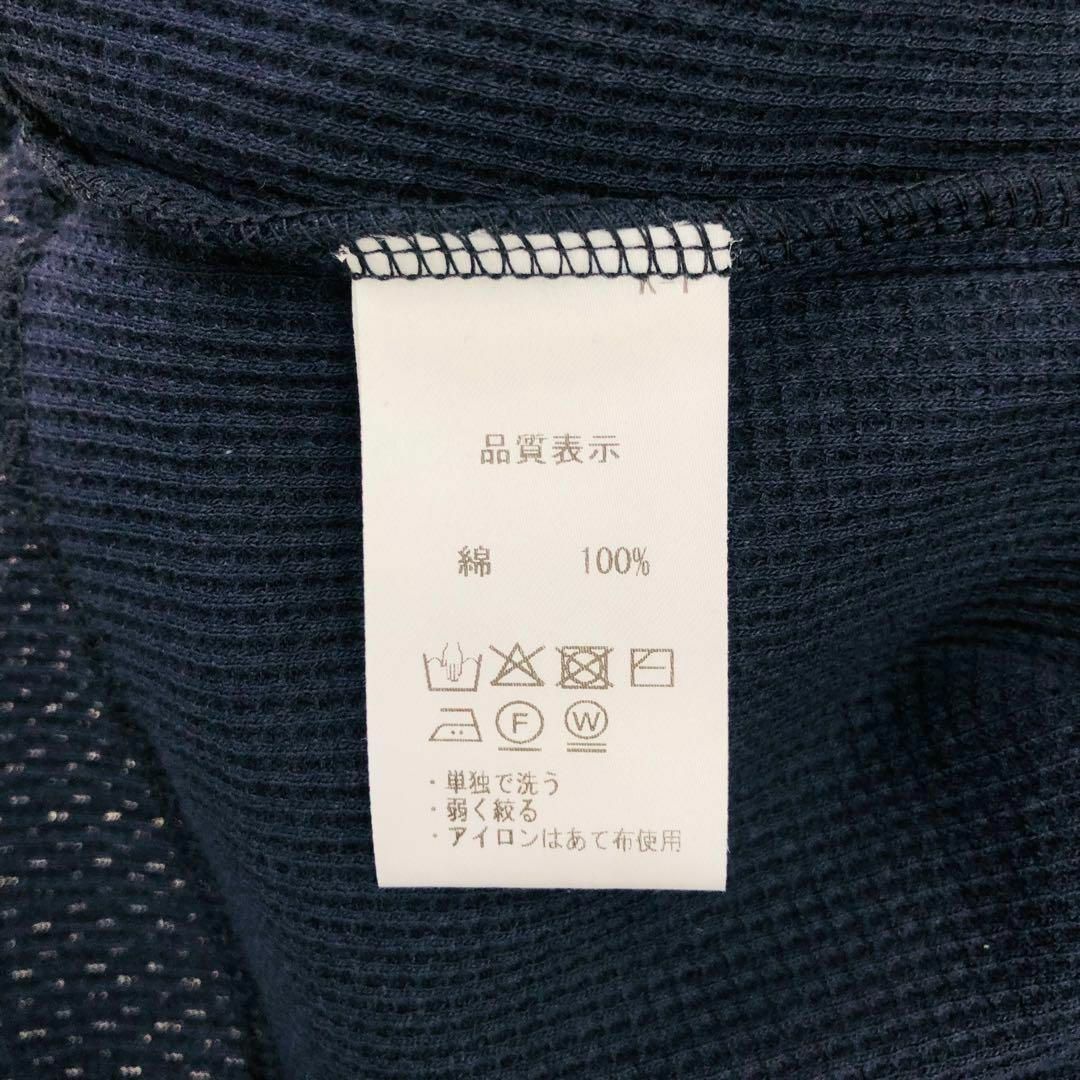 品質表示
綿 100%
F W
・単独で洗う
・弱く絞る
・アイロンはあて布使用